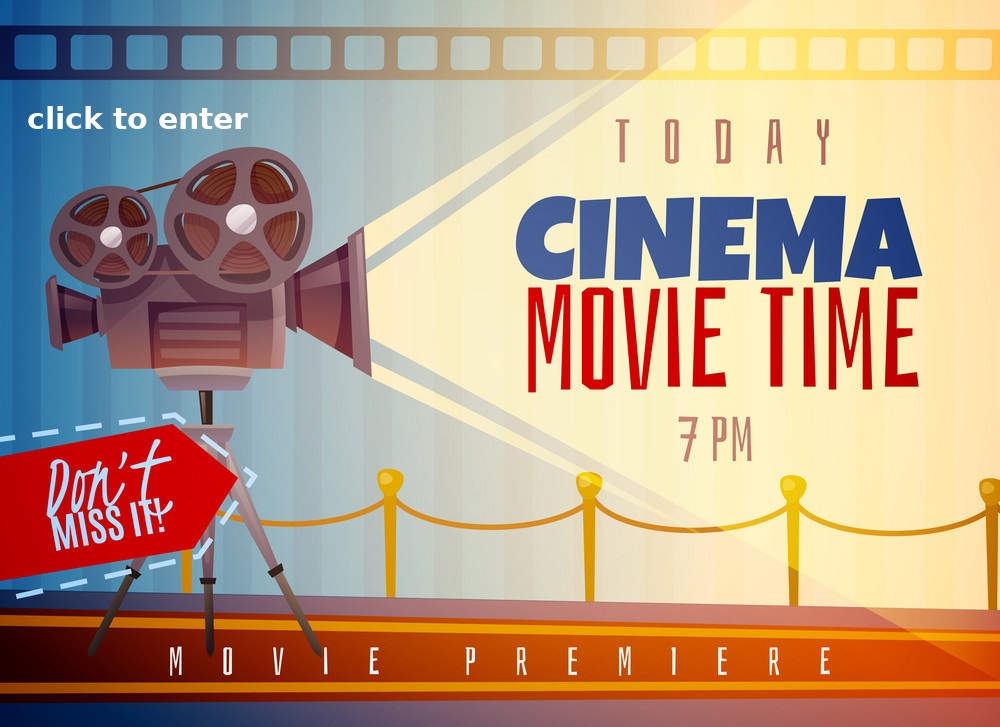 click to enter
TODAY
CINEMA
MOVIE TIME
7 PM
Don't
MISS IT!
MOVIE PREMIERE